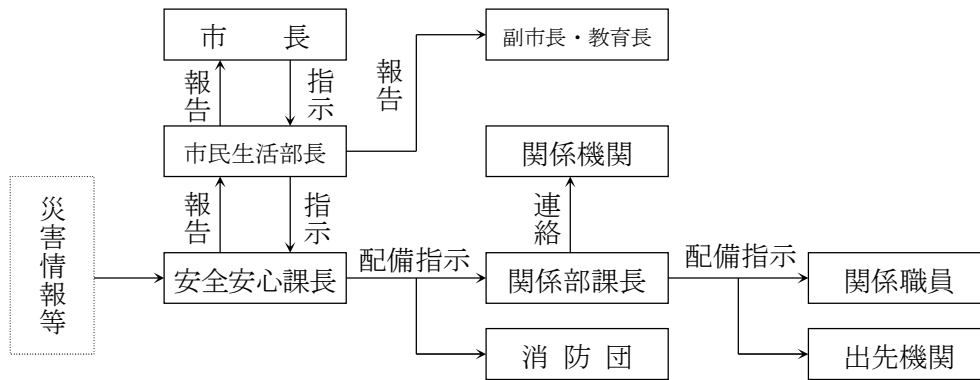 市　　長
副市長・教育長
報告
指示
報告
市民生活部長
関係機関
災害情報等
報告
指示
連絡
安全安心課長
配備指示
関係部課長
配備指示
関係職員
消 防 団
出先機関